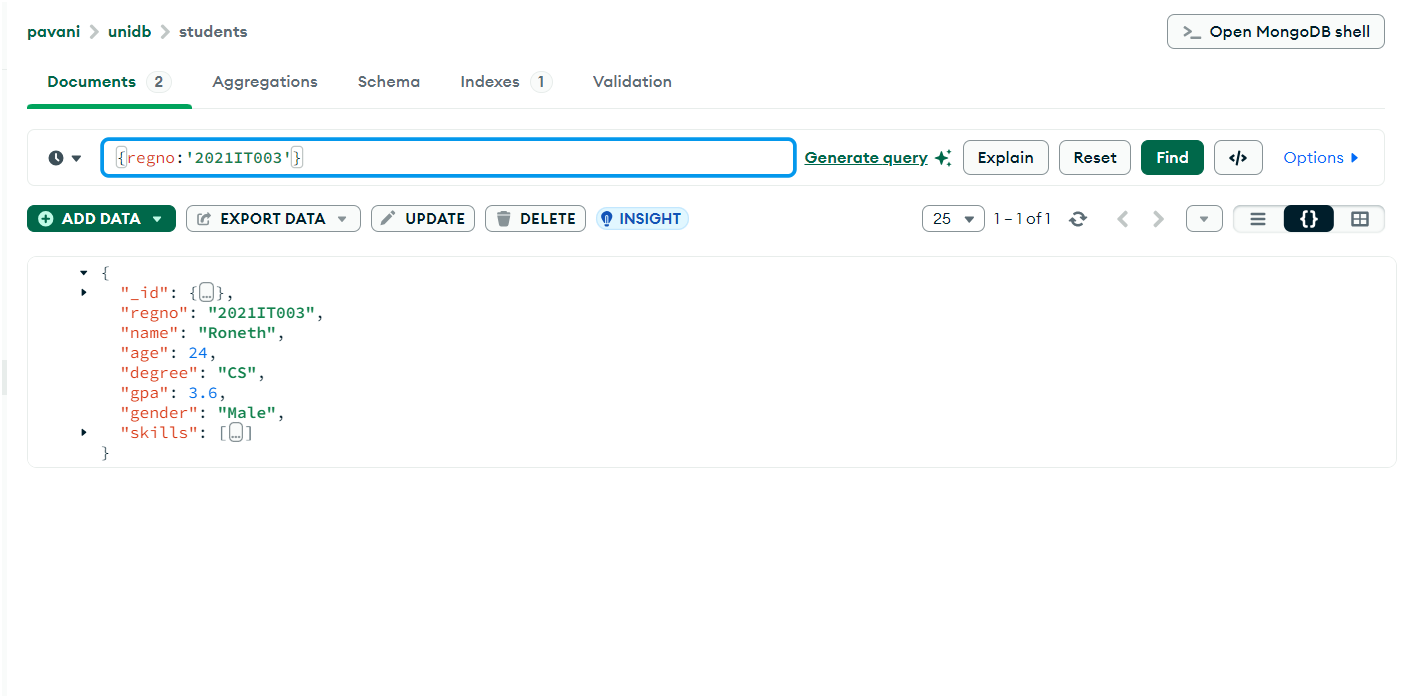 pavani > unidb > students
>_ Open MongoDB shell
Documents 2 Aggregations Schema Indexes 1 Validation
{regno:'2021IT003'} Generate query Explain Reset Find </> Options
ADD DATA EXPORT DATA UPDATE DELETE INSIGHT 25 1 – 1 of 1 {}
{
"_id": {…},
"regno": "2021IT003",
"name": "Roneth",
"age": 24,
"degree": "CS",
"gpa": 3.6,
"gender": "Male",
"skills": […]
}